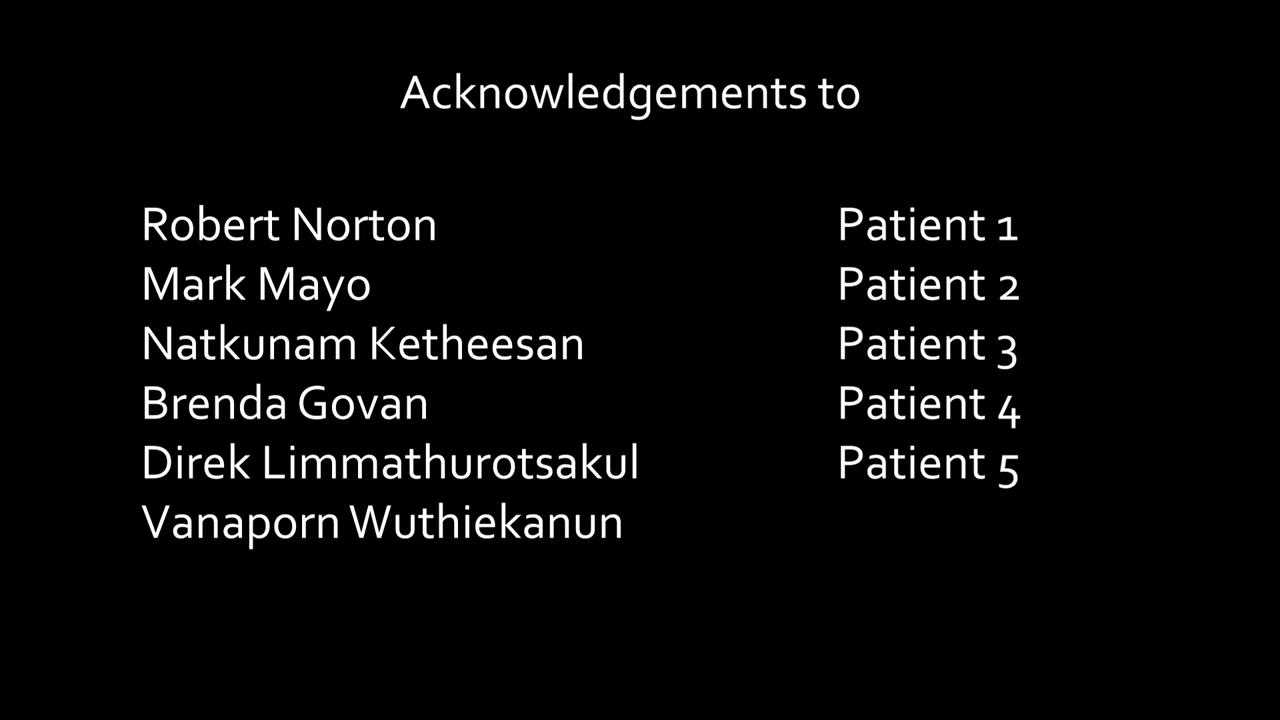 Acknowledgements to
Robert Norton
Mark Mayo
Natkunam Ketheesan
Brenda Govan
Direk Limmathurotsakul
Vanaporn Wuthiekanun
Patient 1
Patient 2
Patient 3
Patient 4
Patient 5